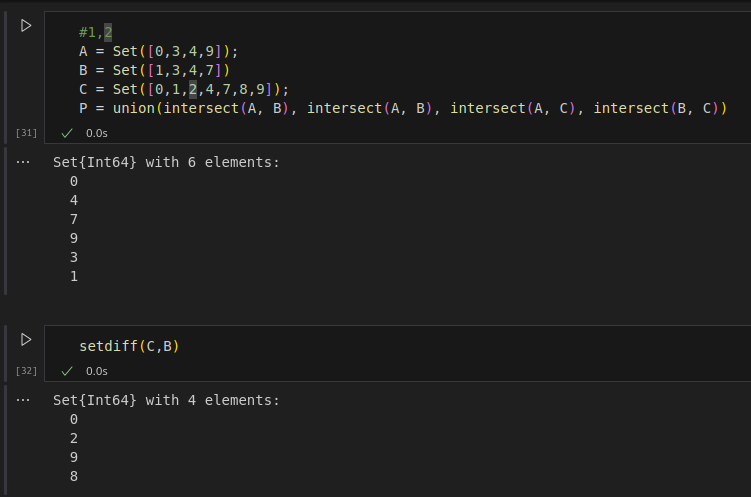 #1,2
A = Set([0,3,4,9]);
B = Set([1,3,4,7])
C = Set([0,1,2,4,7,8,9]);
P = union(intersect(A, B), intersect(A, B), intersect(A, C), intersect(B, C))
[31] ✓ 0.0s
... Set{Int64} with 6 elements:
0
4
7
9
3
1
setdiff(C,B)
[32] ✓ 0.0s
... Set{Int64} with 4 elements:
0
2
9
8